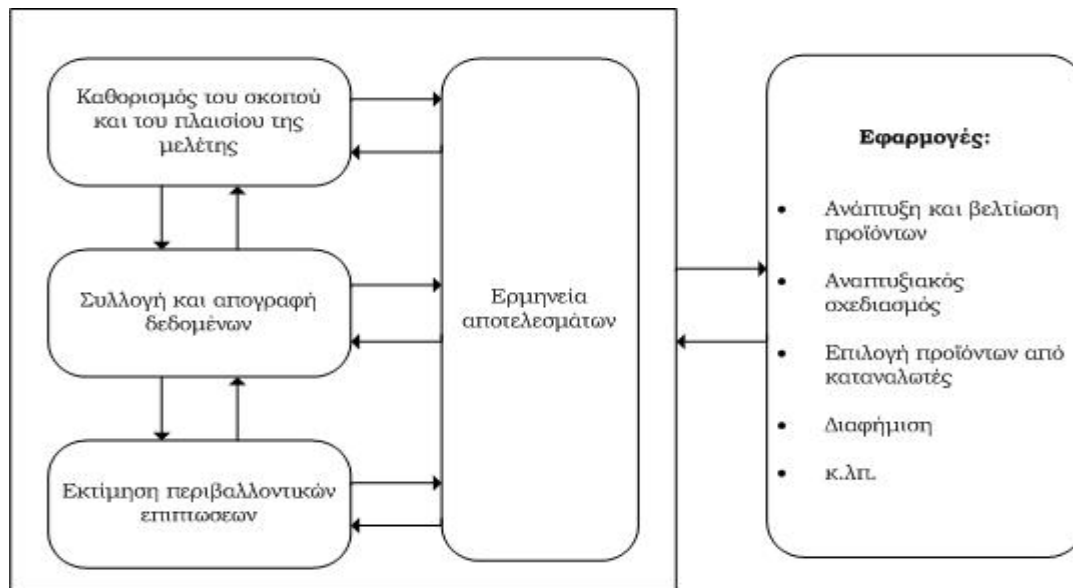 Καθορισμός του σκοπού
και του πλαισίου της
μελέτης
Συλλογή και απογραφή
δεδομένων
Εκτίμηση περιβαλλοντικών
επιπτωσεων
Ερμηνεία
αποτελεσμάτων
Εφαρμογές:
• Ανάπτυξη και βελτίωση
προϊόντων
• Αναπτυξιακός
σχεδιασμός
• Επιλογή προϊόντων από
καταναλωτές
• Διαφήμιση
• κ.λπ.